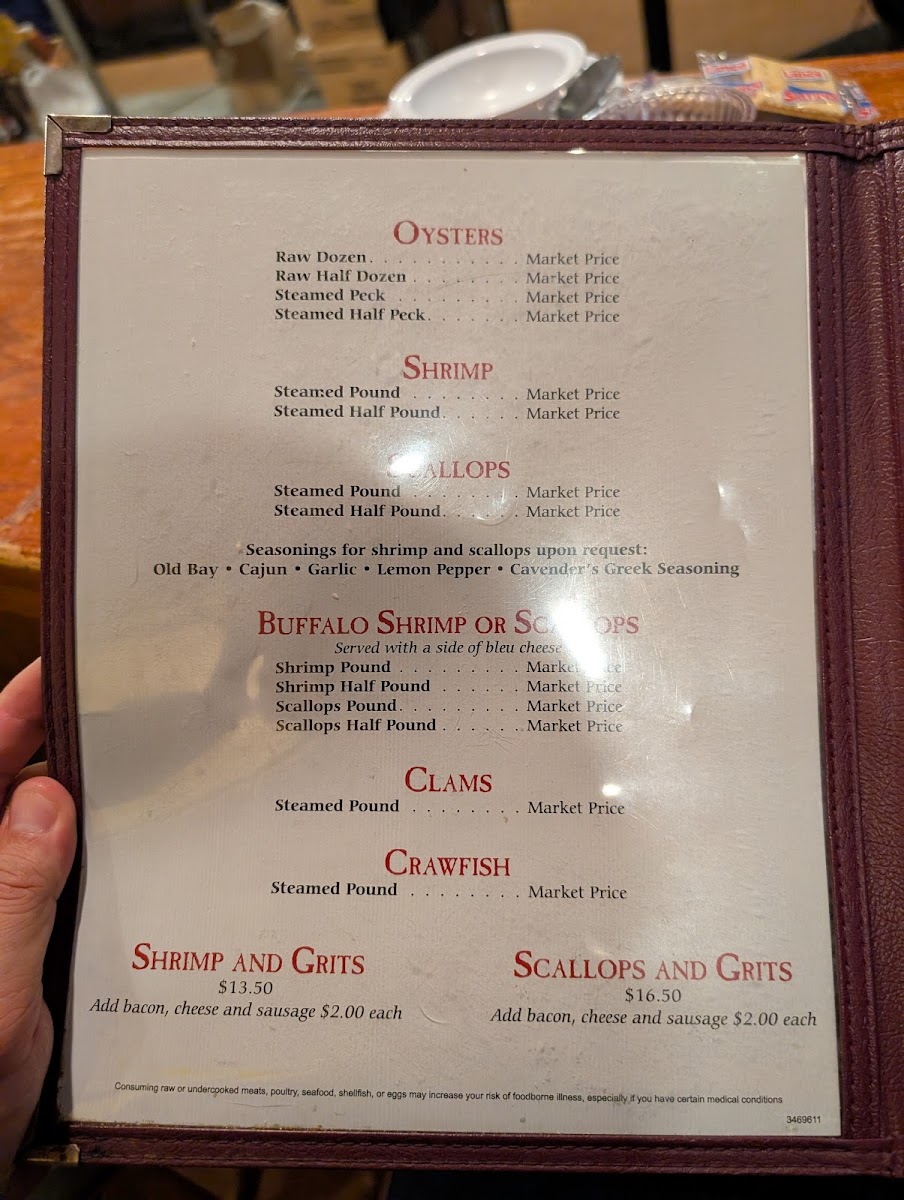 Lance
OYSTERS
Raw Dozen. . . . . . . . . . . Market Price
Raw Half Dozen . . . . . . . . Market Price
Steamed Peck . . . . . . . . . Market Price
Steamed Half Peck. . . . . . . Market Price
SHRIMP
Steamed Pound . . . . . . . . Market Price
Steamed Half Pound. . . . . . Market Price
SCALLOPS
Steamed Pound . . . . . . . . Market Price
Steamed Half Pound. . . . . . Market Price
Seasonings for shrimp and scallops upon request:
Old Bay • Cajun • Garlic • Lemon Pepper • Cavender's Greek Seasoning
BUFFALO SHRIMP OR SCALLOPS
Served with a side of bleu cheese
Shrimp Pound . . . . . . . . . Market Price
Shrimp Half Pound . . . . . . Market Price
Scallops Pound. . . . . . . . . Market Price
Scallops Half Pound . . . . . . Market Price
CLAMS
Steamed Pound . . . . . . . . Market Price
CRAWFISH
Steamed Pound . . . . . . . . Market Price
SHRIMP AND GRITS
$13.50
Add bacon, cheese and sausage $2.00 each
SCALLOPS AND GRITS
$16.50
Add bacon, cheese and sausage $2.00 each
Consuming raw or undercooked meats, poultry, seafood, shellfish, or eggs may increase your risk of foodborne illness, especially if you have certain medical conditions
3469611